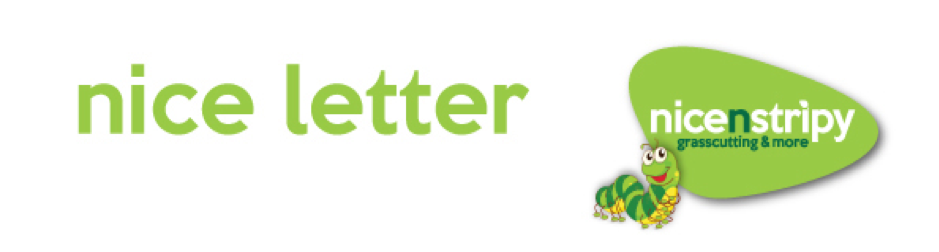 nice letter
nicenstripy
grasscutting & more